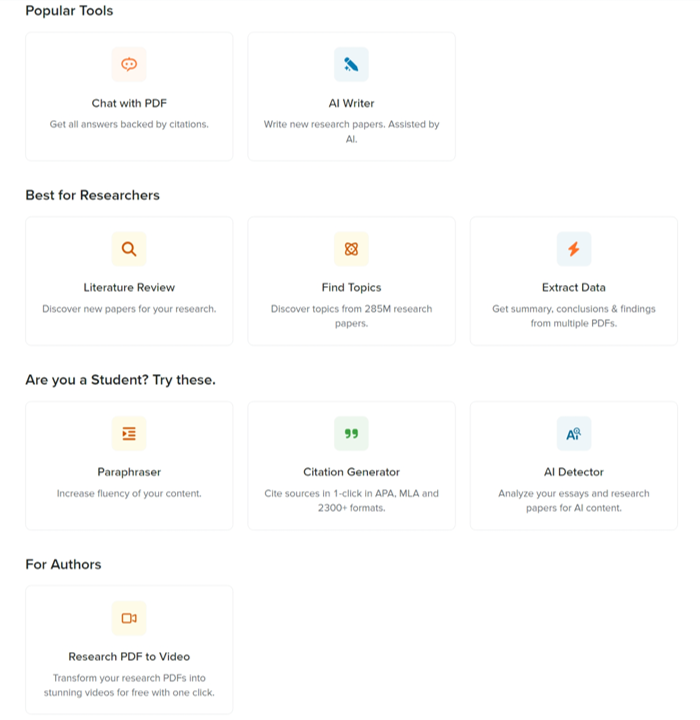 Popular Tools
Chat with PDF
Get all answers backed by citations.
AI Writer
Write new research papers. Assisted by
AI.
Best for Researchers
Literature Review
Discover new papers for your research.
Find Topics
Discover topics from 285M research
papers.
Extract Data
Get summary, conclusions & findings
from multiple PDFs.
Are you a Student? Try these.
Paraphraser
Increase fluency of your content.
Citation Generator
Cite sources in 1-click in APA, MLA and
2300+ formats.
AI Detector
Analyze your essays and research
papers for AI content.
For Authors
Research PDF to Video
Transform your research PDFs into
stunning videos for free with one click.